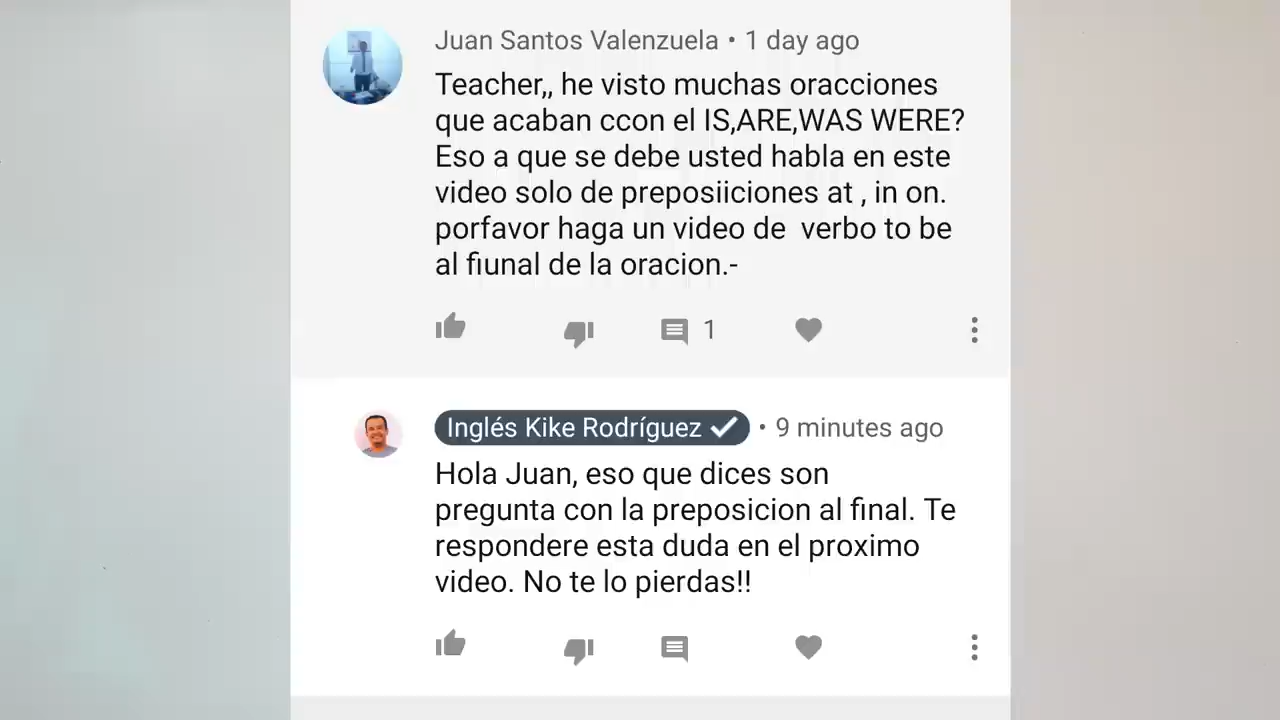 Juan Santos Valenzuela • 1 day ago
Teacher,, he visto muchas oracciones
que acaban ccon el IS,ARE,WAS WERE?
Eso a que se debe usted habla en este
video solo de preposiiciones at , in on.
porfavor haga un video de  verbo to be
al fiunal de la oracion.-
1
Inglés Kike Rodríguez • 9 minutes ago
Hola Juan, eso que dices son
pregunta con la preposicion al final. Te
respondere esta duda en el proximo
video. No te lo pierdas!!